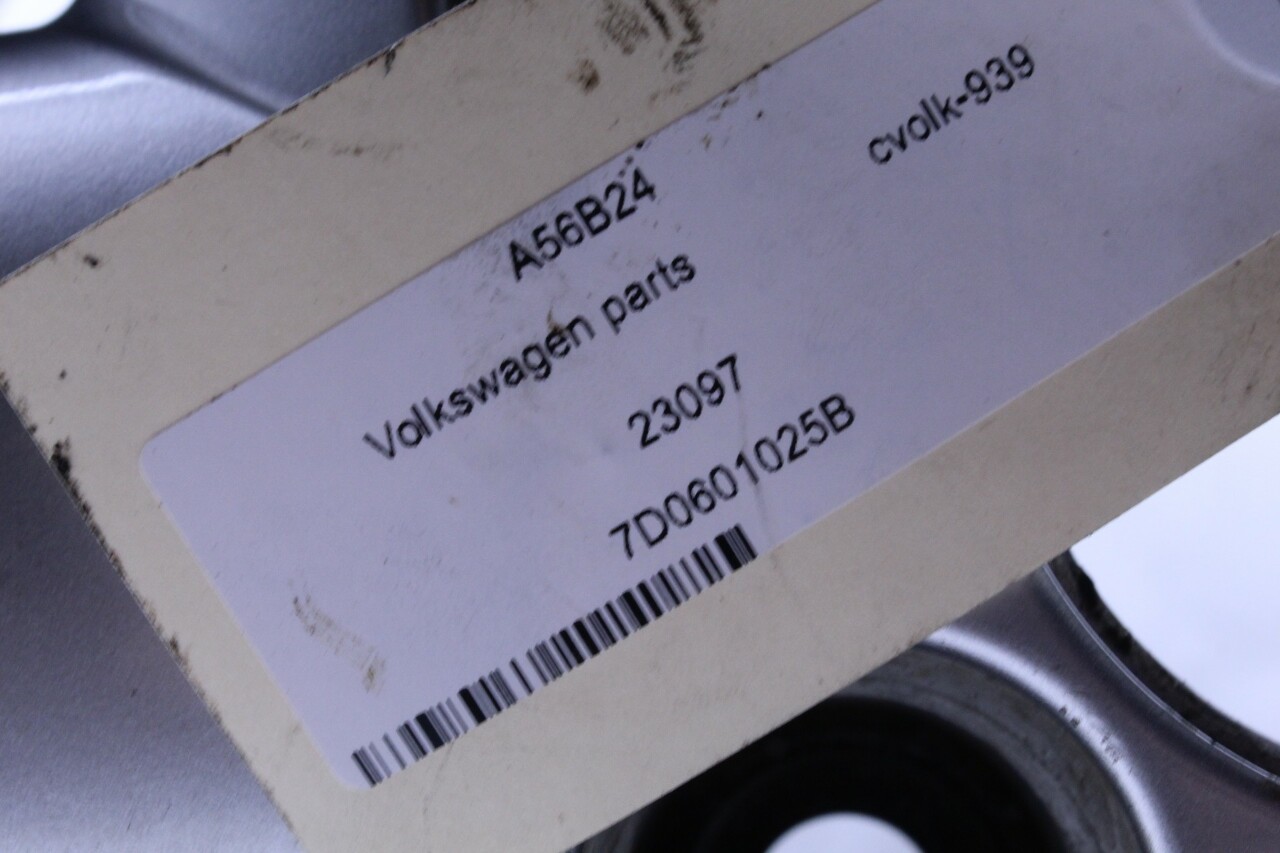 cvolk-939
A56B24
Volkswagen parts
23097
7D0601025B